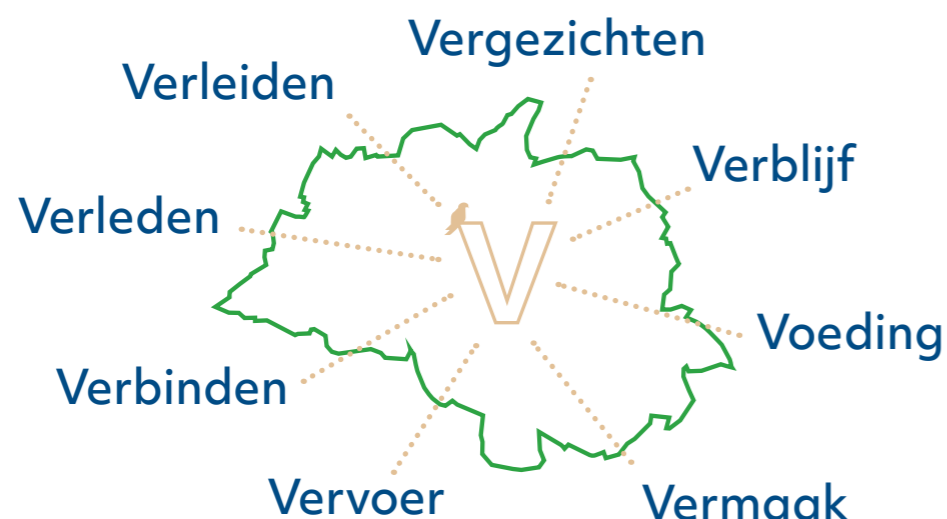 Vergezichten
Verleiden
Verblijf
Verleden
V
Voeding
Verbinden
Vervoer
Vermaak